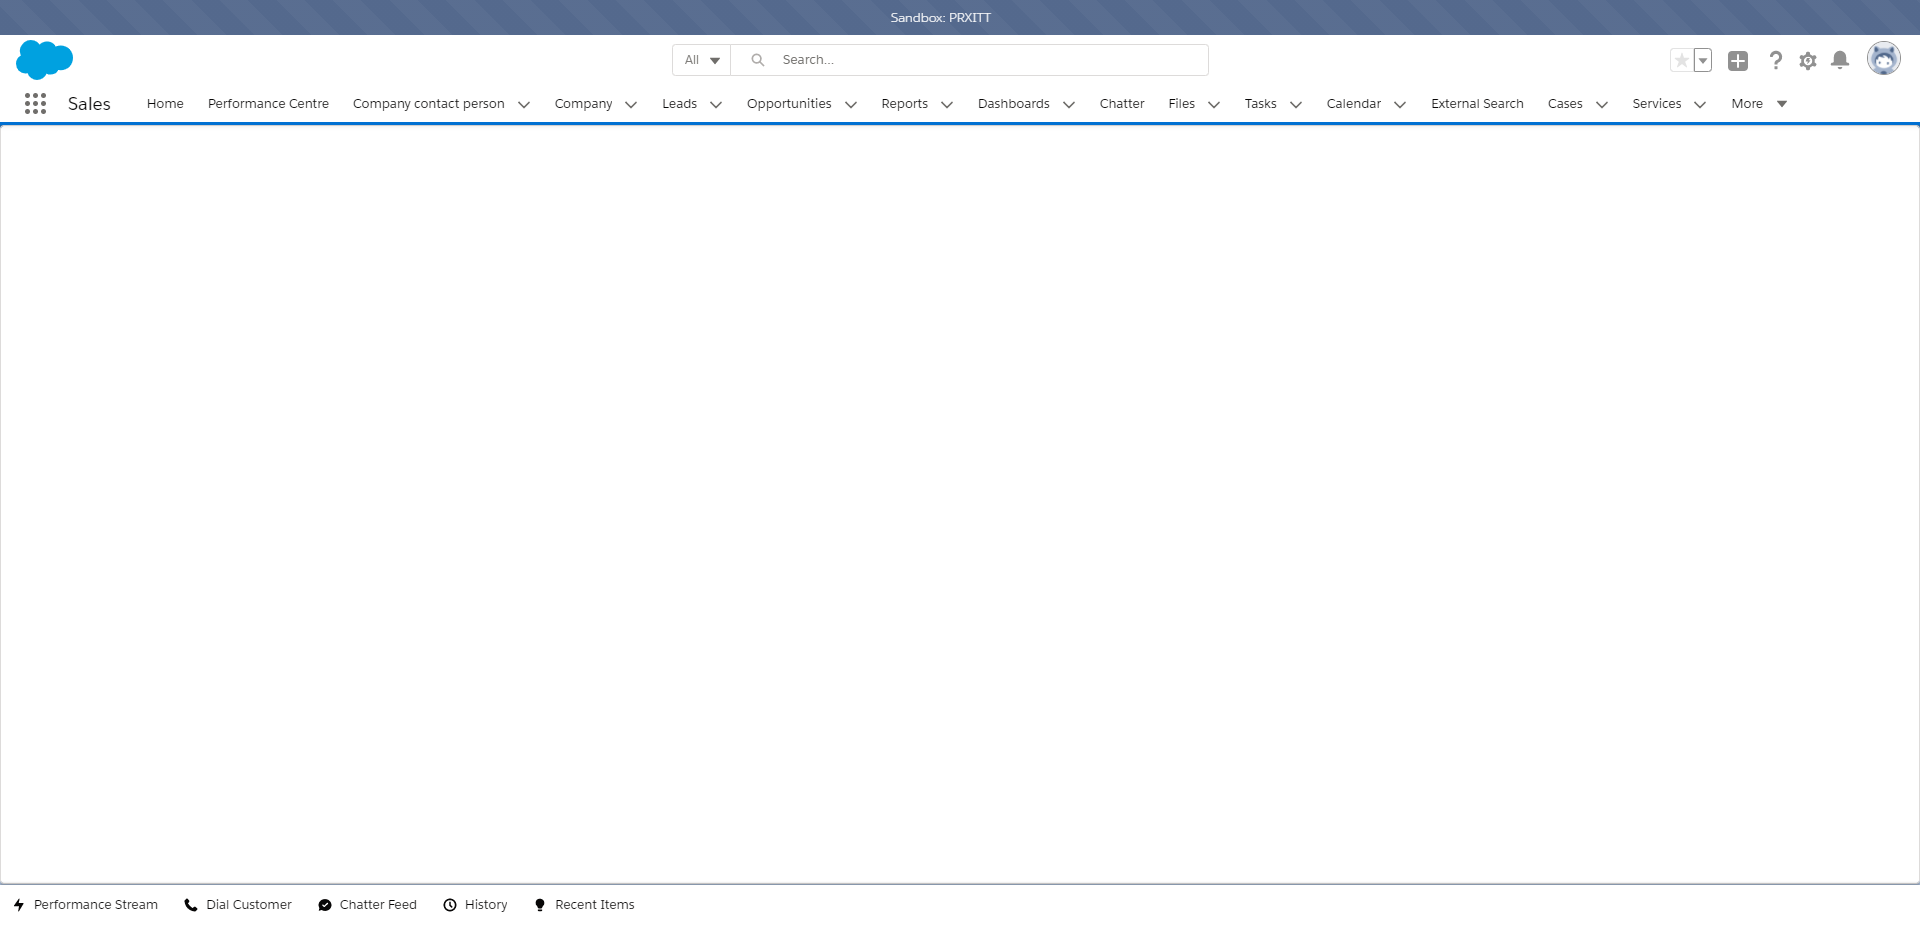 Sandbox: PRXITT
All
Search...
Sales
Home
Performance Centre
Company contact person
Company
Leads
Opportunities
Reports
Dashboards
Chatter
Files
Tasks
Calendar
External Search
Cases
Services
More
Performance Stream
Dial Customer
Chatter Feed
History
Recent Items